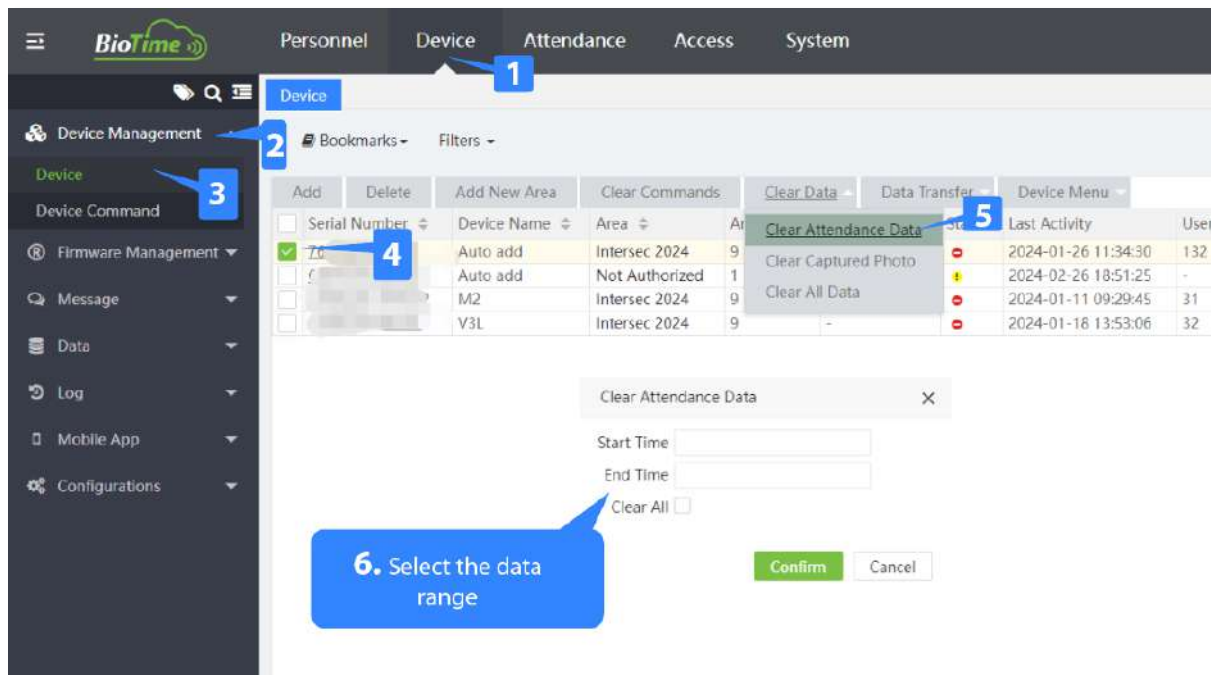 BioTime
Personnel Device Attendance Access System
1
Device
Device Management
2
Bookmarks Filters
Device
3
Device Command
Add Delete Add New Area Clear Commands Clear Data Data Transfer Device Menu
Serial Number Device Name Area Clear Attendance Data 5 Last Activity User
4
Firmware Management
Auto add Intersec 2024 9 2024-01-26 11:34:30 132
Clear Captured Photo
Auto add Not Authorized 1 2024-02-26 18:51:25 -
Message
M2 Intersec 2024 9 Clear All Data 2024-01-11 09:29:45 31
V3L Intersec 2024 9 - 2024-01-18 13:53:06 32
Data
Log
Clear Attendance Data
Mobile App
Start Time
End Time
Configurations
Clear All
6. Select the data
range
Confirm Cancel